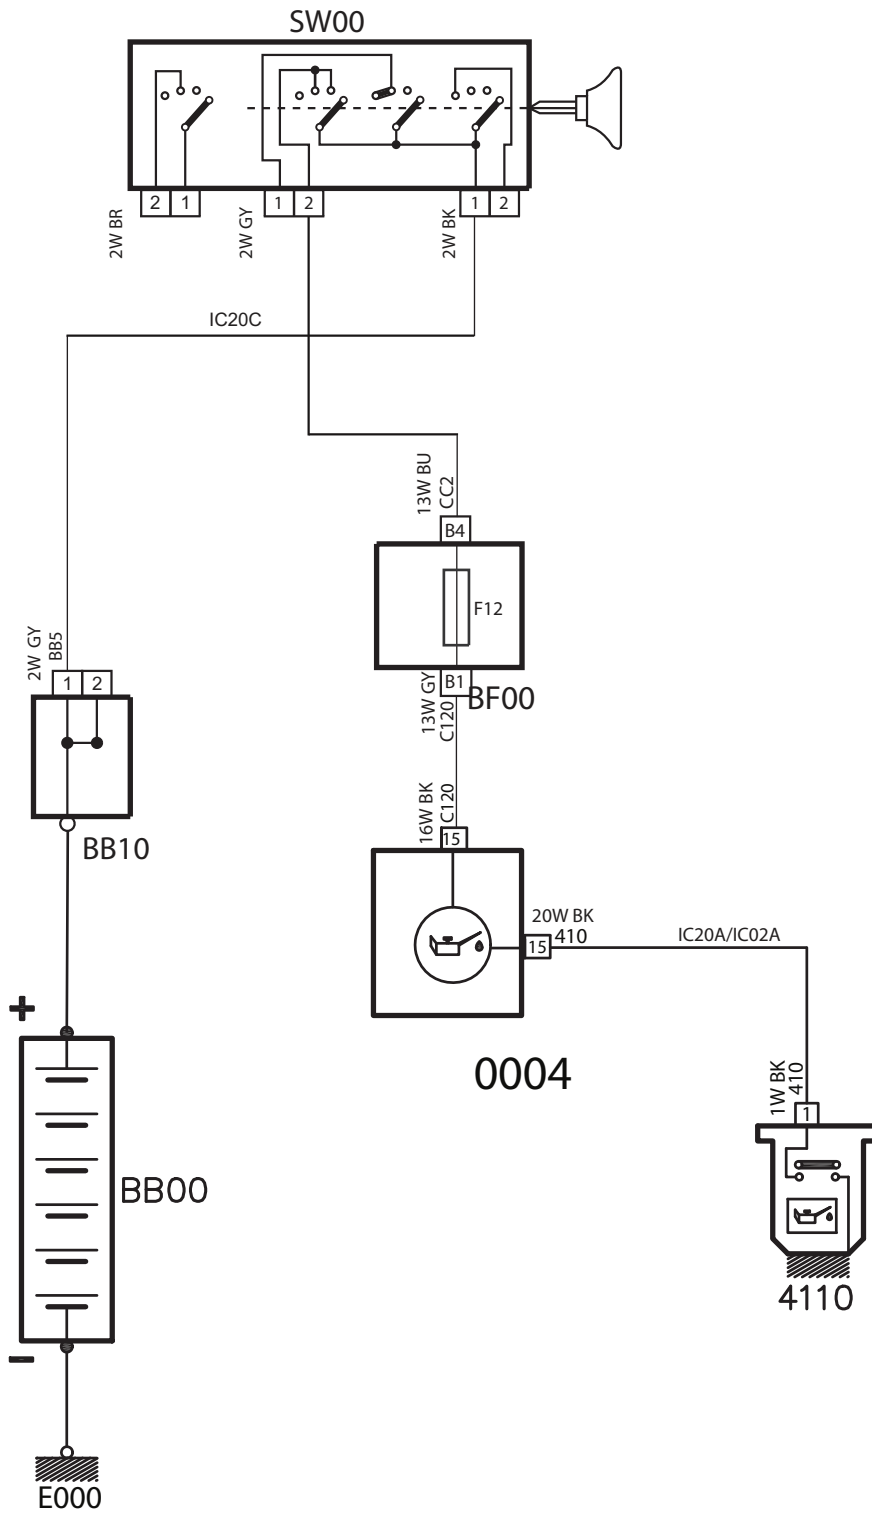 SW00
2 1
1 2
1 2
2W BR
2W GY
2W BK
IC20C
13W BU
CC2
B4
F12
2W GY
BB5
1 2
B1
BF00
13W GY
C120
BB10
16W BK
C120
15
20W BK
15
410
IC20A/IC02A
+
0004
1W BK
410
1
BB00
4110
-
E000